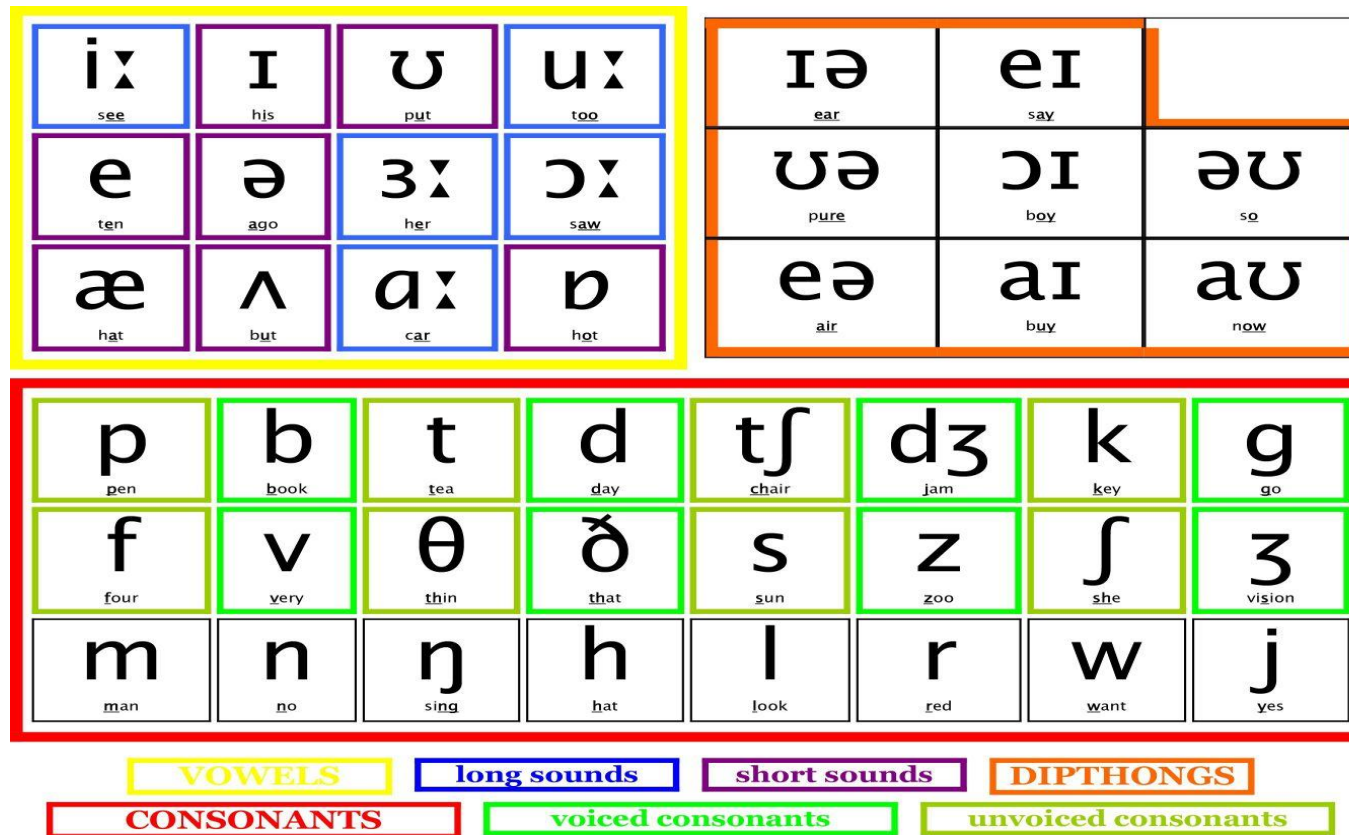 iː ɪ ʊ uː
see his put too
e ə ɜː ɔː
ten ago her saw
æ ʌ ɑː ɒ
hat but car hot
ɪə eɪ
ear say
ʊə ɔɪ əʊ
pure boy so
eə aɪ aʊ
air buy now
p b t d tʃ dʒ k g
pen book tea day chair jam key go
f v θ ð s z ʃ ʒ
four very thin that sun zoo she vision
m n ŋ h l r w j
man no sing hat look red want yes
VOWELS long sounds short sounds DIPTHONGS
CONSONANTS voiced consonants unvoiced consonants